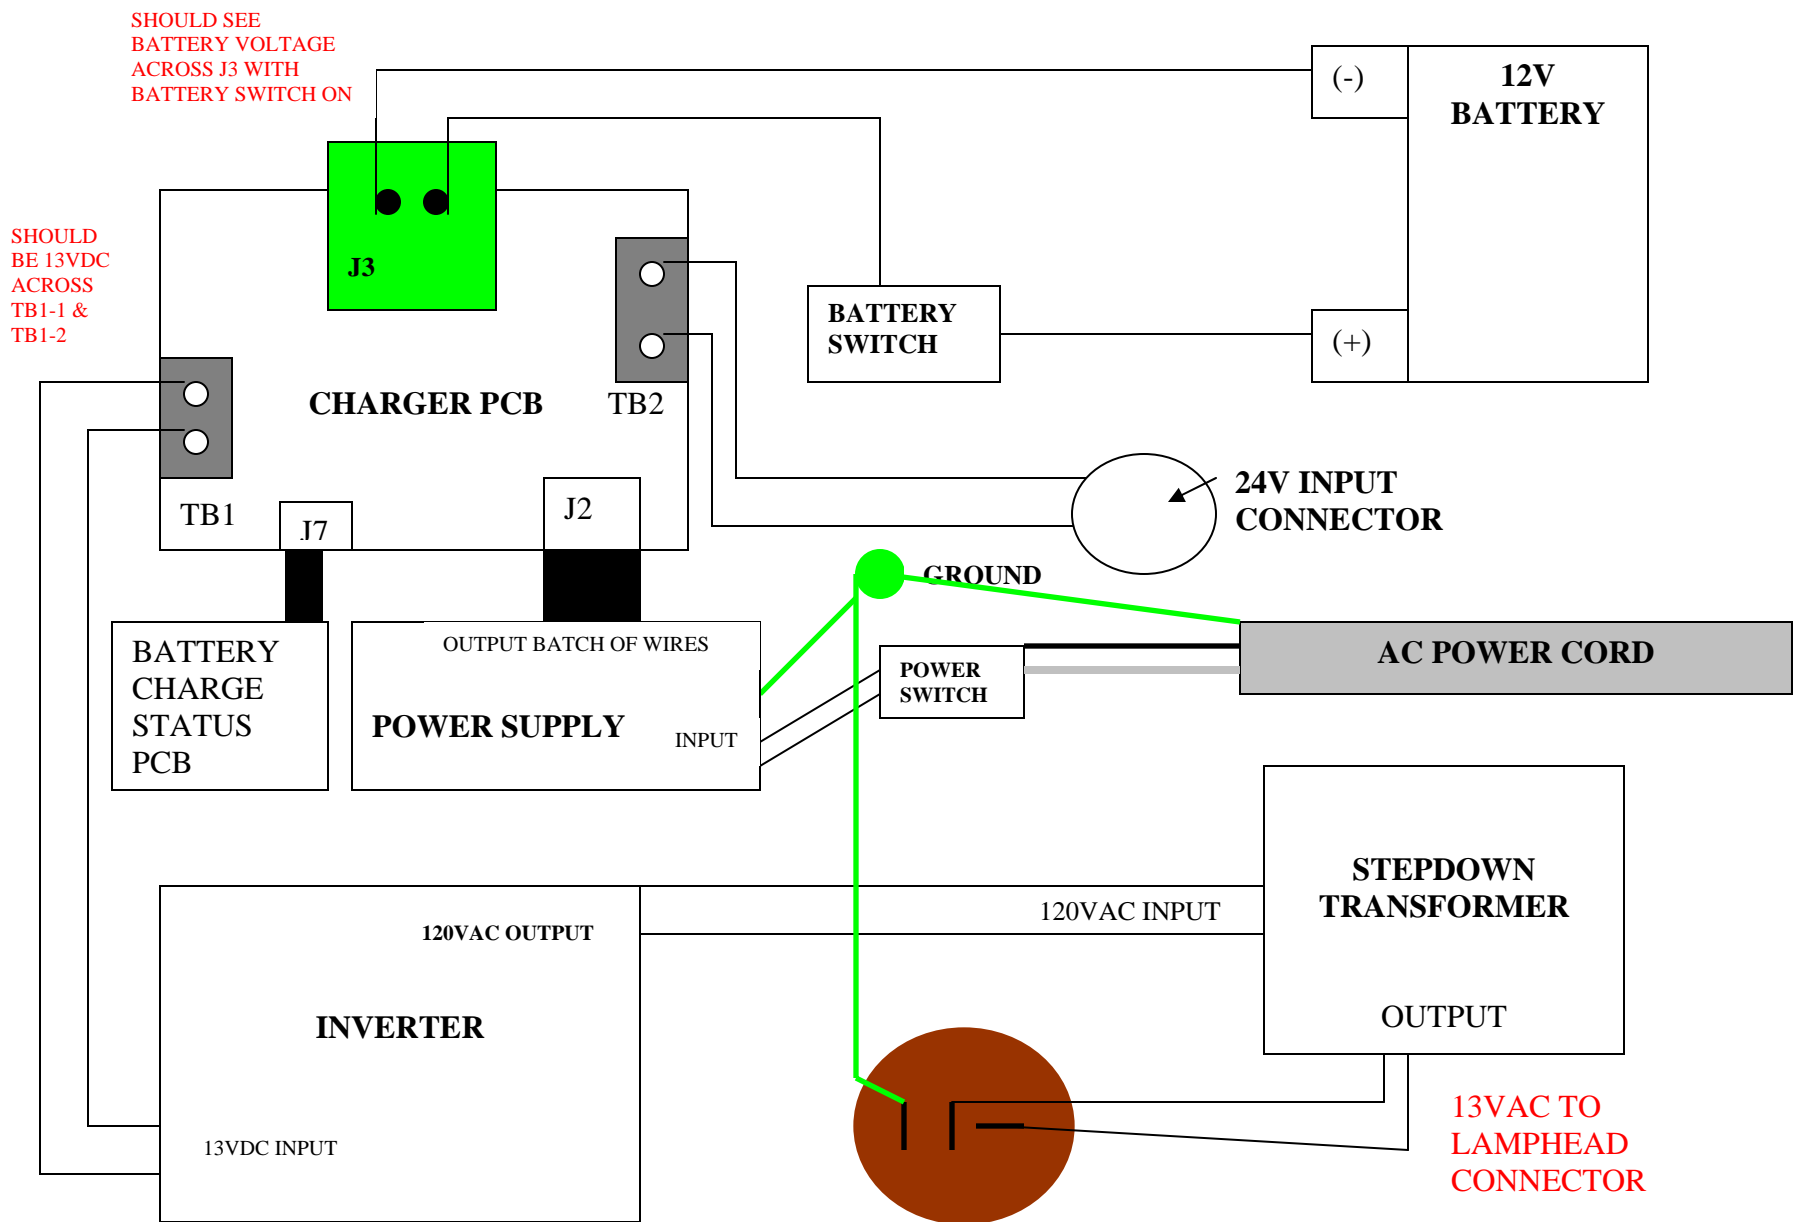 SHOULD SEE
BATTERY VOLTAGE
ACROSS J3 WITH
BATTERY SWITCH ON
(-)
12V
BATTERY
SHOULD
BE 13VDC
ACROSS
TB1-1 &
TB1-2
J3
BATTERY
SWITCH
(+)
CHARGER PCB
TB2
TB1
J7
J2
24V INPUT
CONNECTOR
GROUND
BATTERY
CHARGE
STATUS
PCB
OUTPUT BATCH OF WIRES
POWER SUPPLY
INPUT
POWER
SWITCH
AC POWER CORD
STEPDOWN
TRANSFORMER
120VAC OUTPUT
120VAC INPUT
INVERTER
OUTPUT
13VDC INPUT
13VAC TO
LAMPHEAD
CONNECTOR